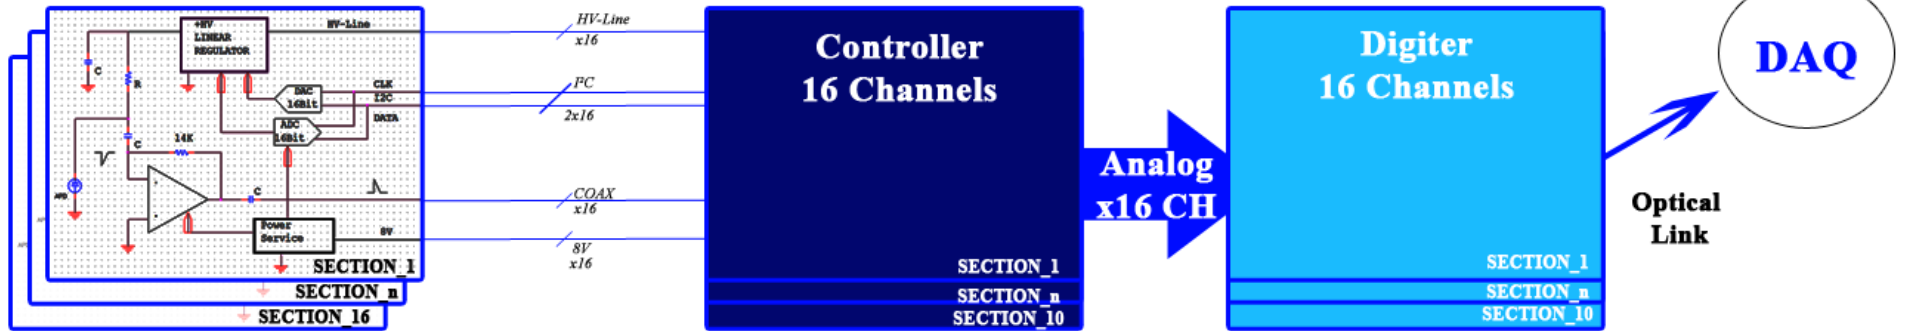 +HV
LINEAR
REGULATOR
HV-Line
C
R
DAC
16Bit
CLK
I2C
DATA
ADC
16Bit
C
14K
APD
C
Power
Service
8V
SECTION_1
SECTION_n
SECTION_16
HV-Line
x16
I²C
2x16
COAX
x16
8V
x16
Controller
16 Channels
SECTION_1
SECTION_n
SECTION_10
Analog
x16 CH
Digiter
16 Channels
SECTION_1
SECTION_n
SECTION_10
Optical
Link
DAQ